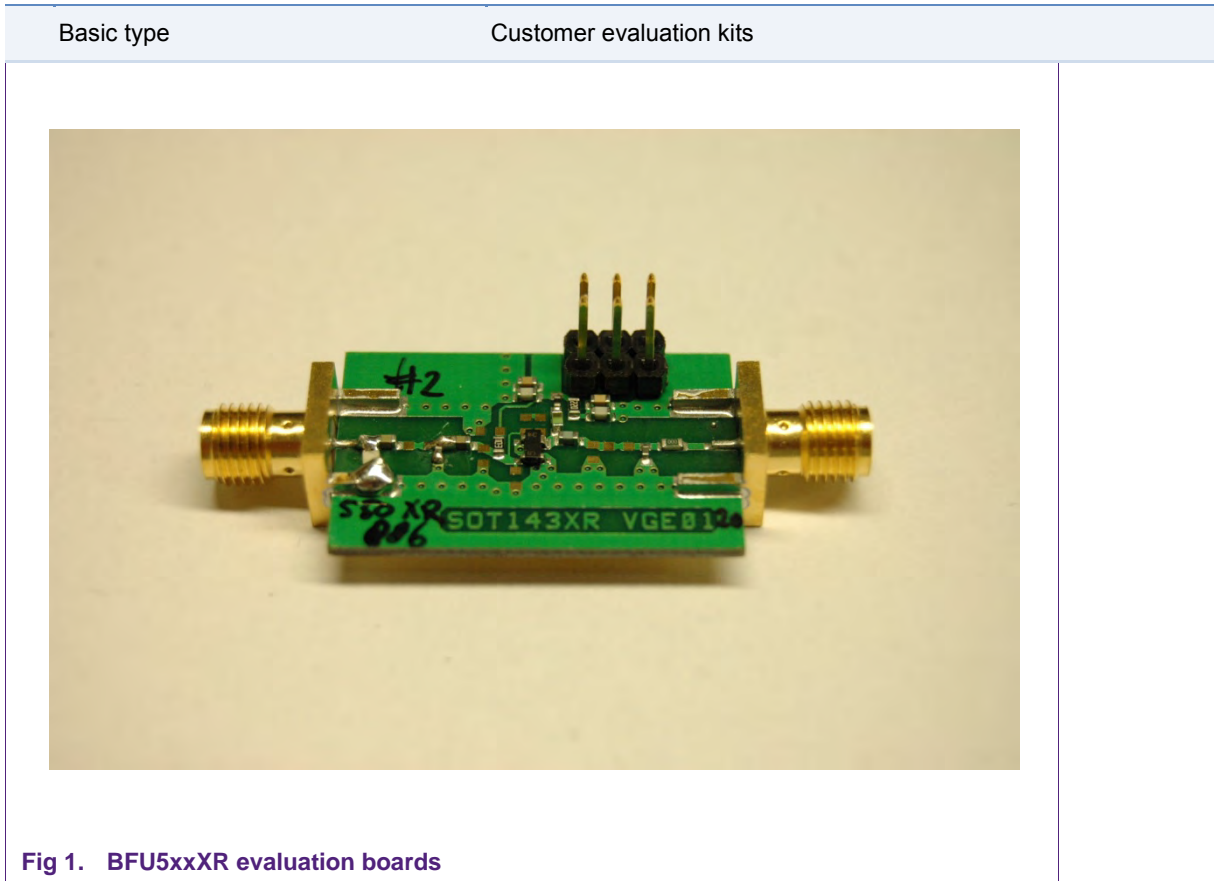 Basic type Customer evaluation kits
#2
SOT143XR VGE01
Fig 1. BFU5xxXR evaluation boards